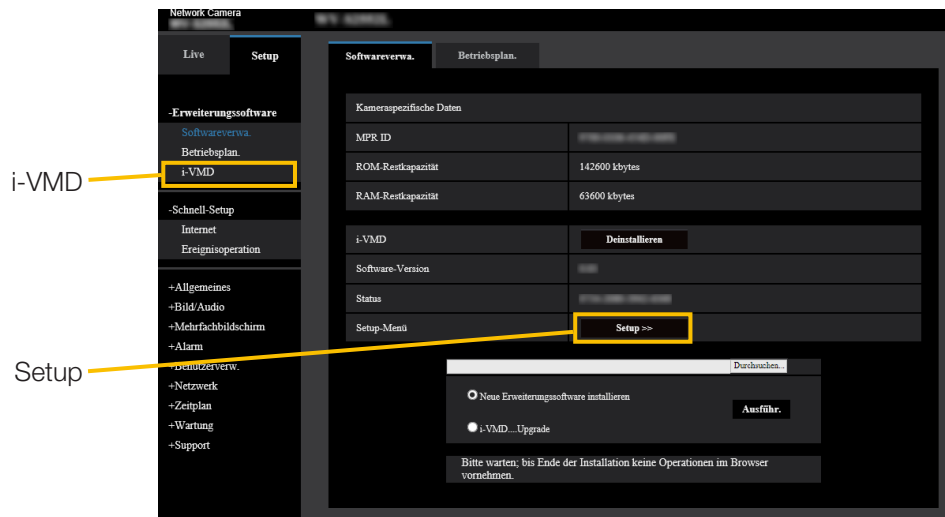 Network Camera
Live
Setup
Softwareverwa.
Betriebsplan.
-Erweiterungssoftware
Softwareverwa.
Betriebsplan.
i-VMD
i-VMD
-Schnell-Setup
Internet
Ereignisoperation
+Allgemeines
+Bild/Audio
+Mehrfachbildschirm
+Alarm
Setup
+Benutzerverw.
+Netzwerk
+Zeitplan
+Wartung
+Support
Kameraspezifische Daten
MPR ID
ROM-Restkapazität 142600 kbytes
RAM-Restkapazität 63600 kbytes
i-VMD Deinstallieren
Software-Version
Status
Setup-Menü Setup >>
Durchsuchen...
Neue Erweiterungssoftware installieren
Ausführ.
i-VMD....Upgrade
Bitte warten; bis Ende der Installation keine Operationen im Browser
vornehmen.